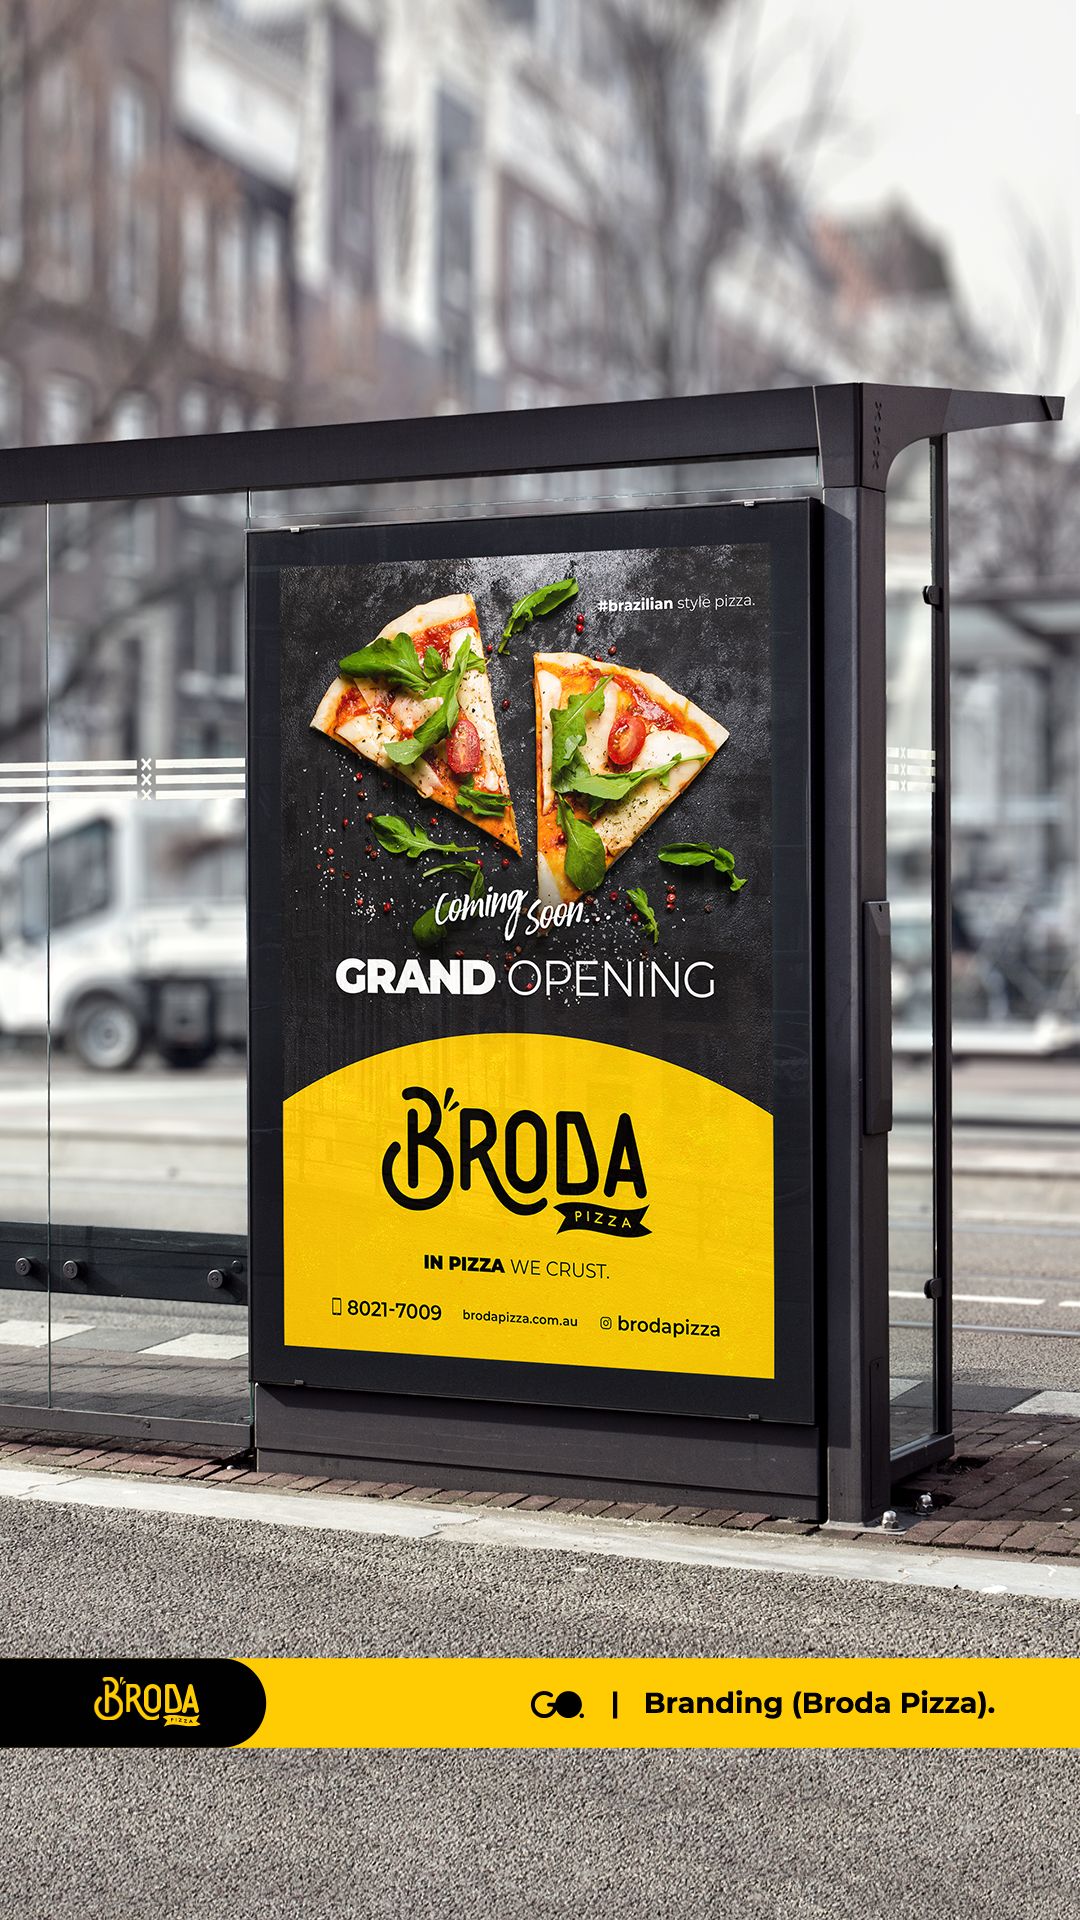 #brazilian style pizza.
Coming soon...
GRAND OPENING
B'RODA
PIZZA
IN PIZZA WE CRUST.
8021-7009 brodapizza.com.au brodapizza
B'RODA
PIZZA
GO. | Branding (Broda Pizza).